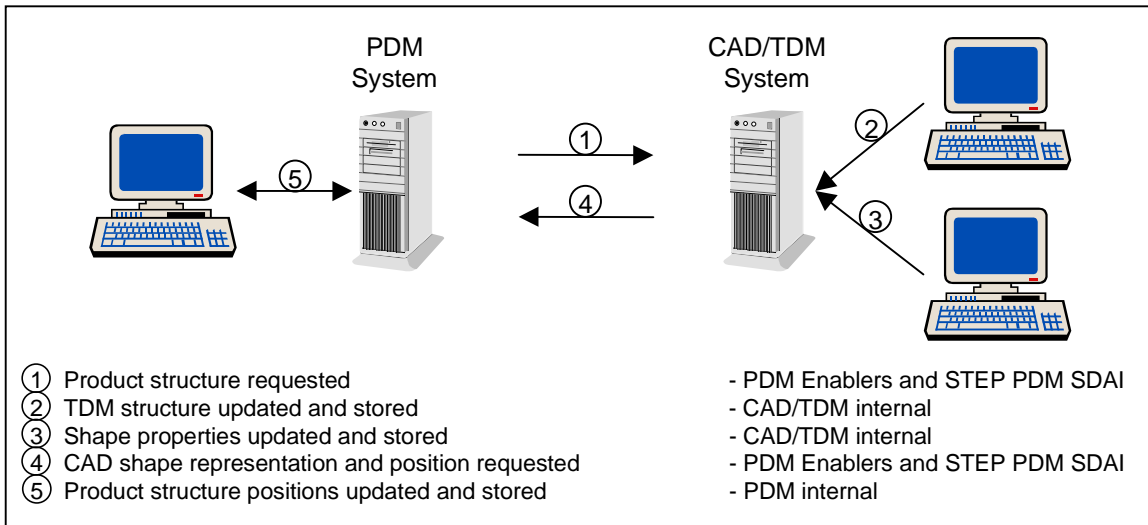 PDM
System
CAD/TDM
System
1
2
5
4
3
1 Product structure requested - PDM Enablers and STEP PDM SDAI
2 TDM structure updated and stored - CAD/TDM internal
3 Shape properties updated and stored - CAD/TDM internal
4 CAD shape representation and position requested - PDM Enablers and STEP PDM SDAI
5 Product structure positions updated and stored - PDM internal